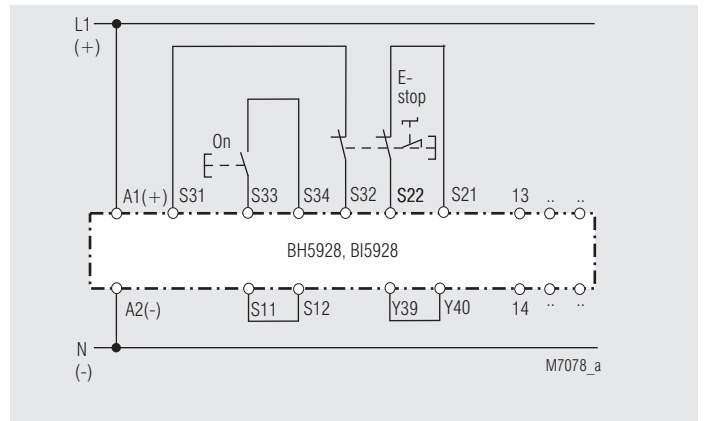 L1
(+)
E-
stop
On
A1(+) S31 S33 S34 S32 S22 S21 13 .. ..
BH5928, BI5928
A2(-) S11 S12 Y39 Y40 14 .. ..
N
(-)
M7078_a